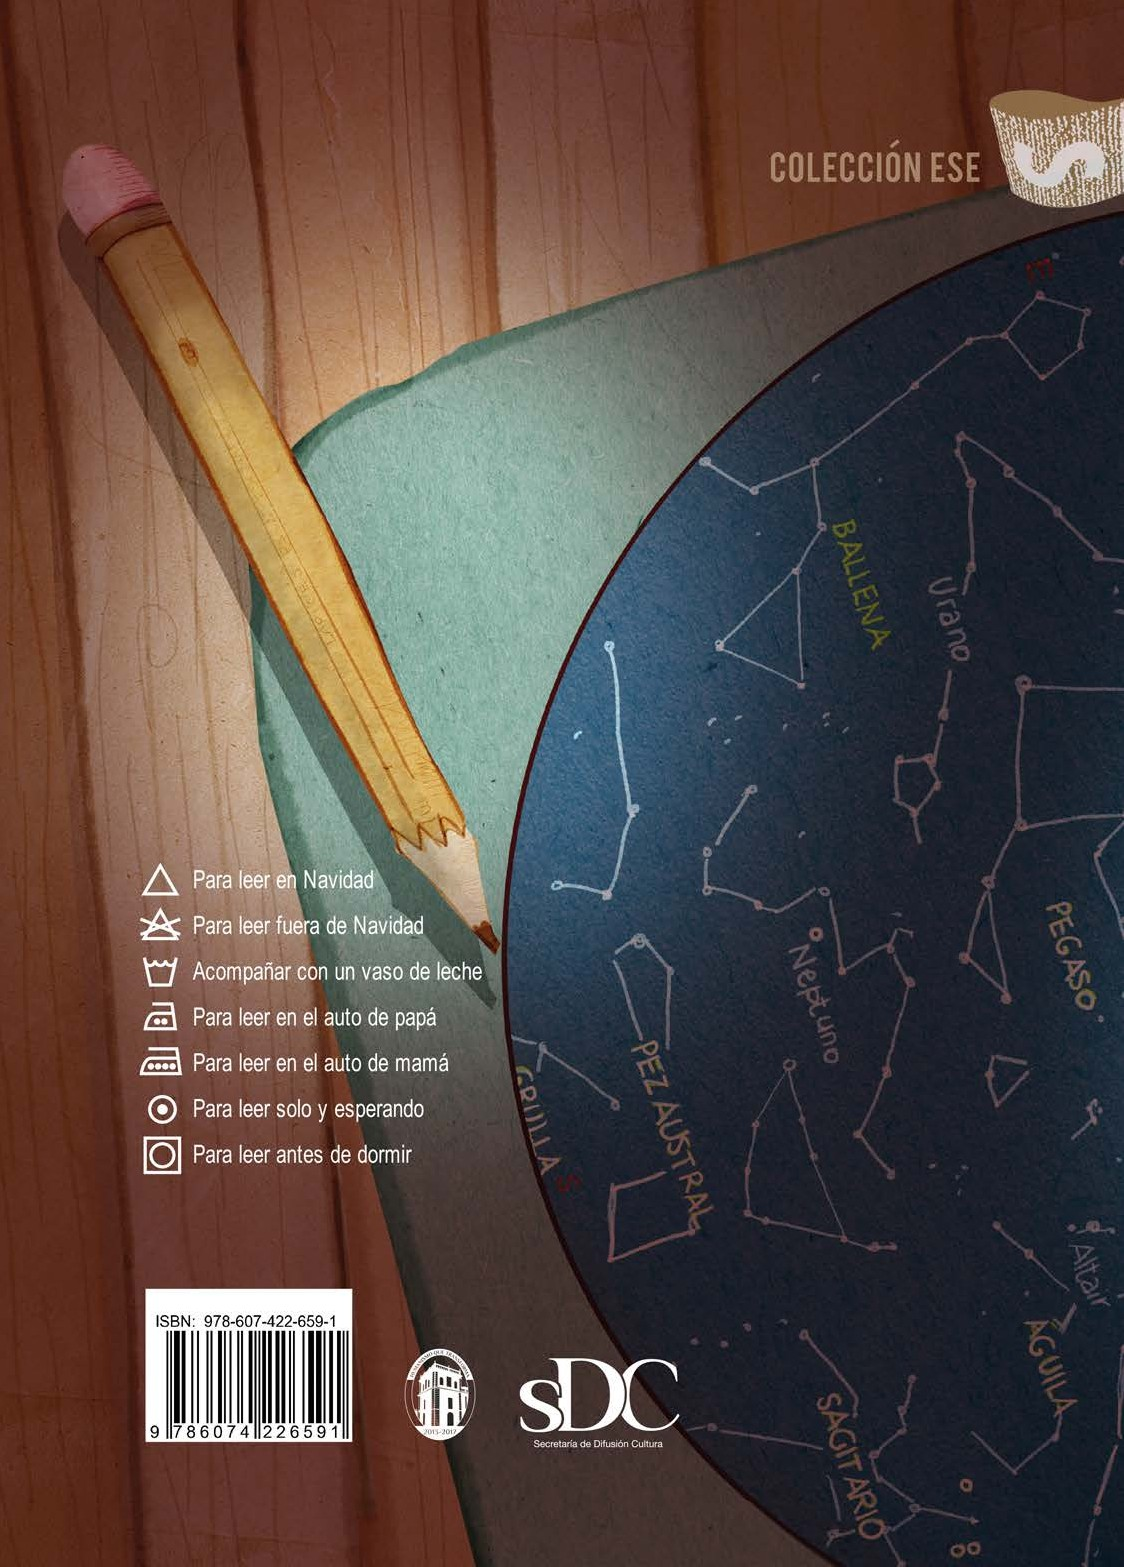 COLECCIÓN ESE
S
E
BALLENA
Urano
PEGASO
Neptuno
PEZ AUSTRAL
GRULLA
S
Altair
ÁGUILA
SAGITARIO
Para leer en Navidad
Para leer fuera de Navidad
Acompañar con un vaso de leche
Para leer en el auto de papá
Para leer en el auto de mamá
Para leer solo y esperando
Para leer antes de dormir
ISBN: 978-607-422-659-1
9 786074 226591
2013-2017
SDC
Secretaría de Difusión Cultura